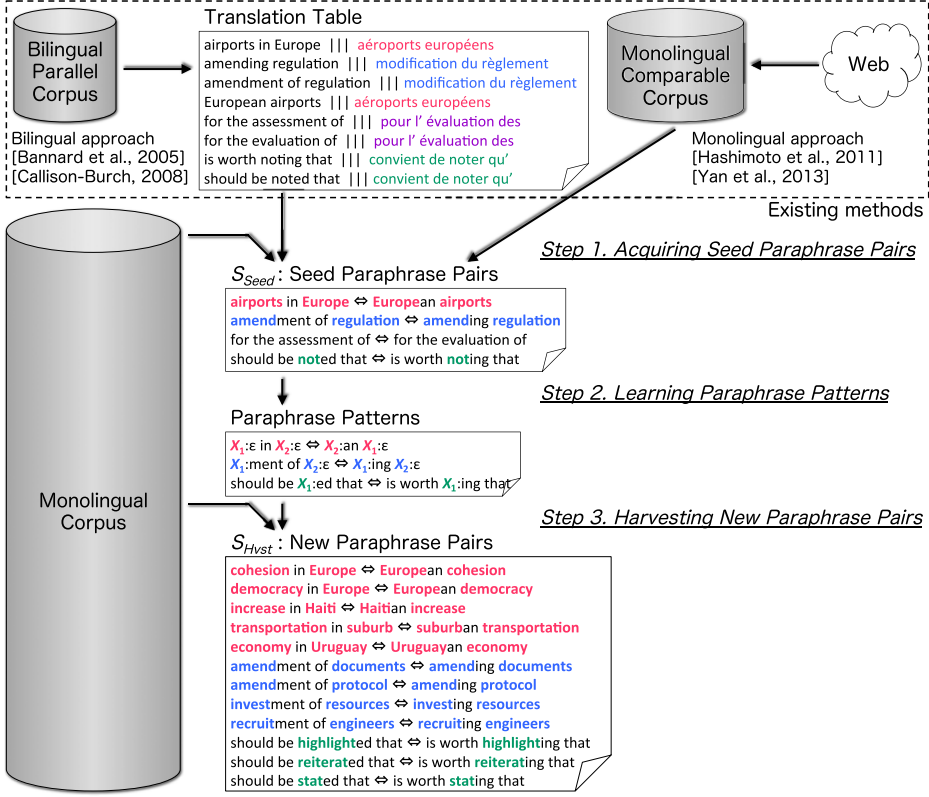 Translation Table
Bilingual
Parallel
Corpus
airports in Europe ||| aéroports européens
amending regulation ||| modification du règlement
amendment of regulation ||| modification du règlement
European airports ||| aéroports européens
for the assessment of ||| pour l’ évaluation des
for the evaluation of ||| pour l’ évaluation des
is worth noting that ||| convient de noter qu’
should be noted that ||| convient de noter qu’
Monolingual
Comparable
Corpus
Web
Bilingual approach
[Bannard et al., 2005]
[Callison-Burch, 2008]
Monolingual approach
[Hashimoto et al., 2011]
[Yan et al., 2013]
Existing methods
Step 1. Acquiring Seed Paraphrase Pairs
S_Seed : Seed Paraphrase Pairs
airports in Europe ⇔ European airports
amendment of regulation ⇔ amending regulation
for the assessment of ⇔ for the evaluation of
should be noted that ⇔ is worth noting that
Step 2. Learning Paraphrase Patterns
Paraphrase Patterns
X1:ε in X2:ε ⇔ X2:an X1:ε
X1:ment of X2:ε ⇔ X1:ing X2:ε
should be X1:ed that ⇔ is worth X1:ing that
Monolingual
Corpus
Step 3. Harvesting New Paraphrase Pairs
S_Hvst : New Paraphrase Pairs
cohesion in Europe ⇔ European cohesion
democracy in Europe ⇔ European democracy
increase in Haiti ⇔ Haitian increase
transportation in suburb ⇔ suburban transportation
economy in Uruguay ⇔ Uruguayan economy
amendment of documents ⇔ amending documents
amendment of protocol ⇔ amending protocol
investment of resources ⇔ investing resources
recruitment of engineers ⇔ recruiting engineers
should be highlighted that ⇔ is worth highlighting that
should be reiterated that ⇔ is worth reiterating that
should be stated that ⇔ is worth stating that